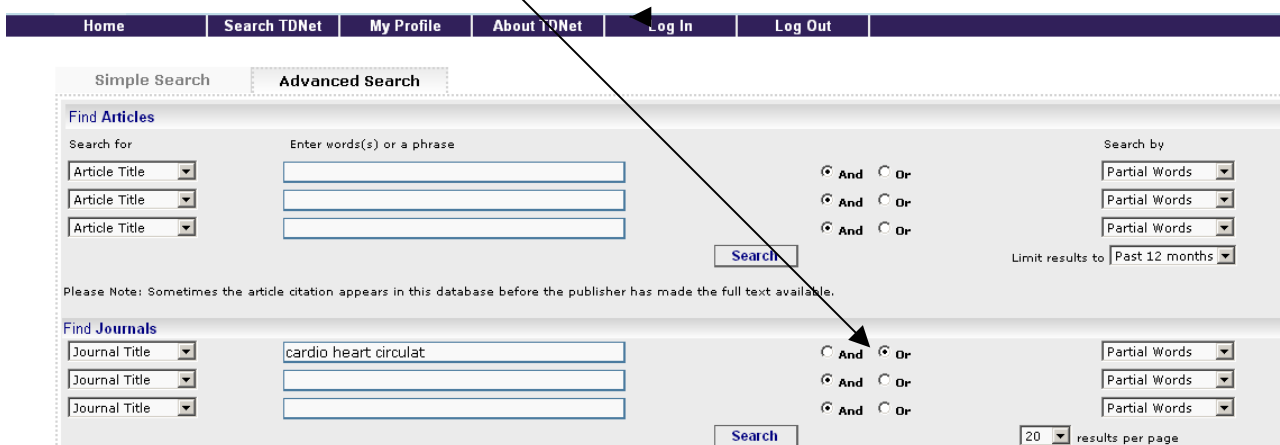 Home Search TDNet My Profile About TDNet Log In Log Out
Simple Search Advanced Search
Find Articles
Search for Enter words(s) or a phrase Search by
Article Title And Or Partial Words
Article Title And Or Partial Words
Article Title And Or Partial Words
Search Limit results to Past 12 months
Please Note: Sometimes the article citation appears in this database before the publisher has made the full text available.
Find Journals
Journal Title cardio heart circulat And Or Partial Words
Journal Title And Or Partial Words
Journal Title And Or Partial Words
Search 20 results per page